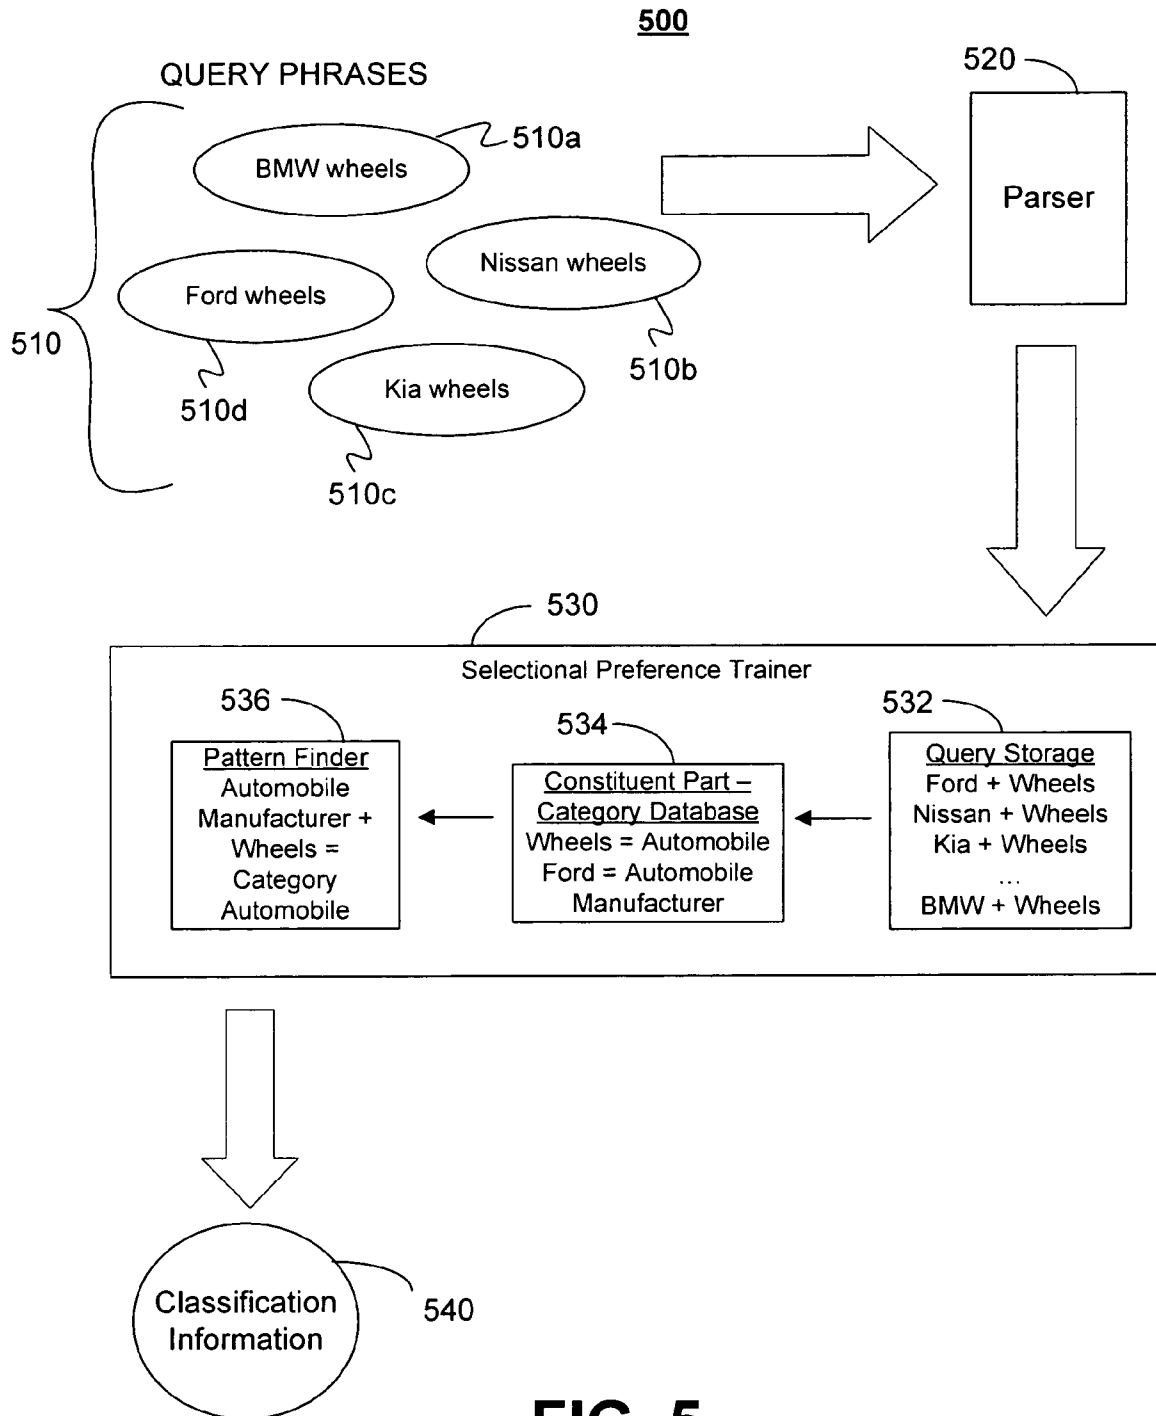 500
QUERY PHRASES
520
BMW wheels
510a
Parser
Nissan wheels
Ford wheels
510
510b
Kia wheels
510d
510c
530
Selectional Preference Trainer
536
534
532
Pattern Finder
Automobile
Manufacturer +
Wheels =
Category
Automobile
Constituent Part –
Category Database
Wheels = Automobile
Ford = Automobile
Manufacturer
Query Storage
Ford + Wheels
Nissan + Wheels
Kia + Wheels
...
BMW + Wheels
Classification
Information
540
FIG. 5